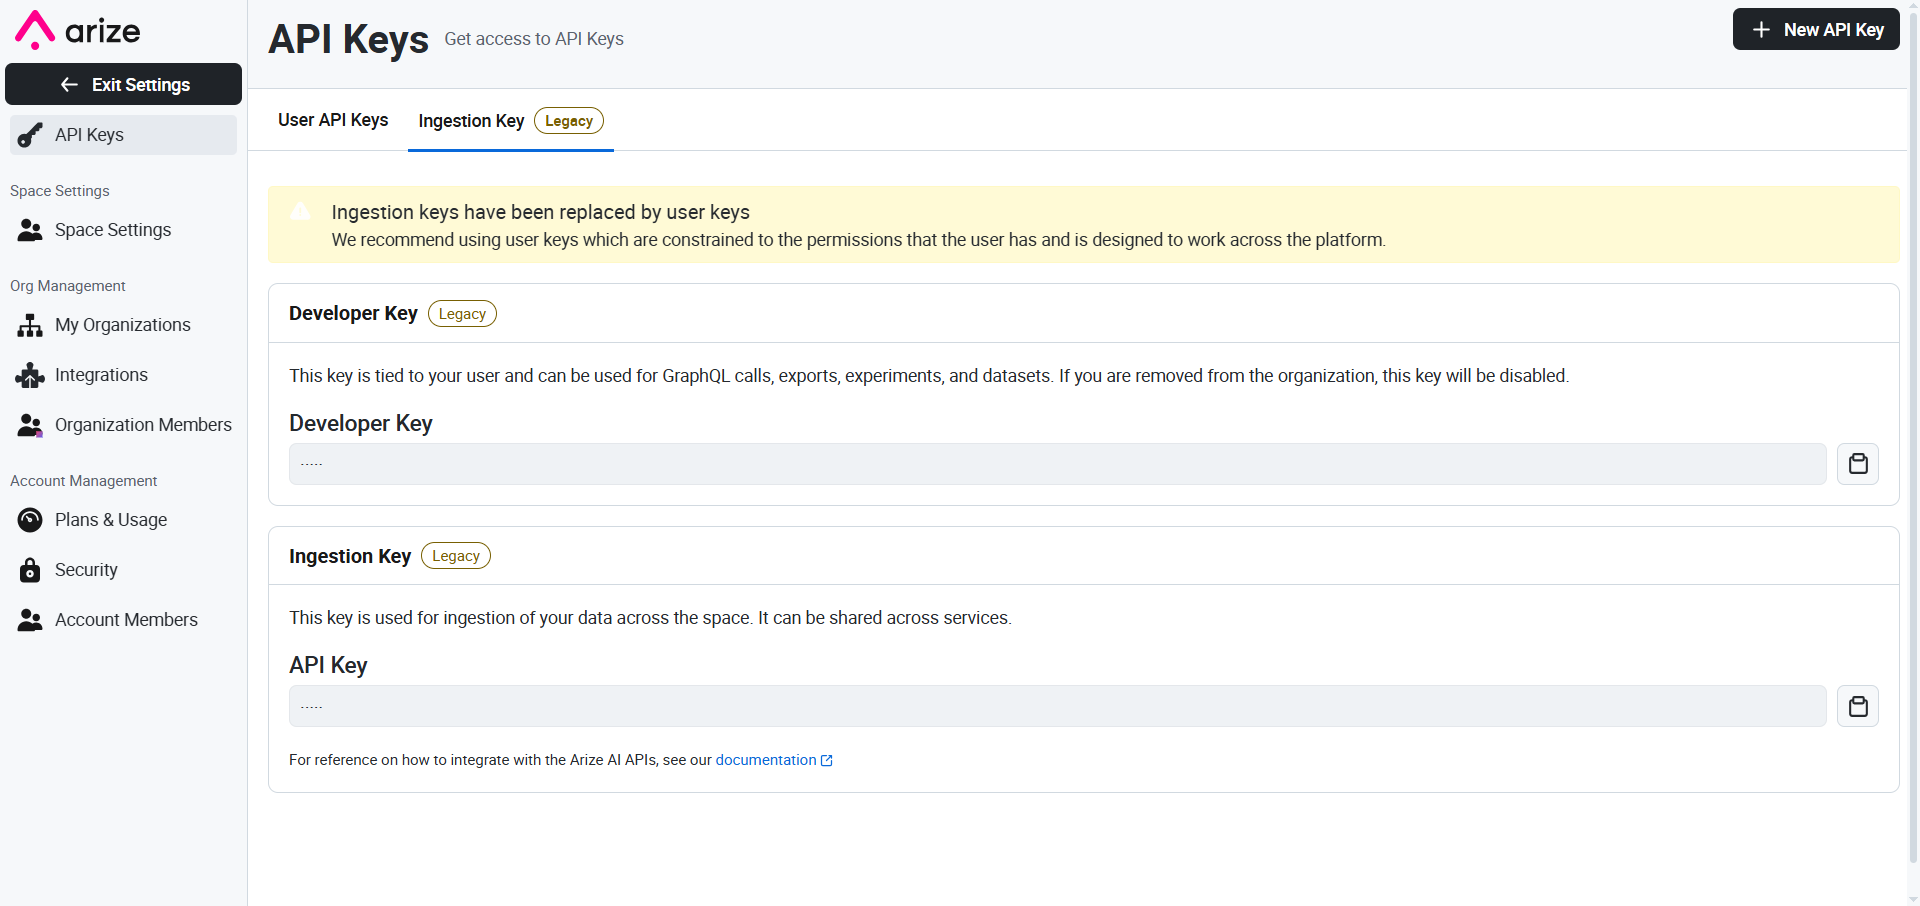 arize
Exit Settings
API Keys
Space Settings
Space Settings
Org Management
My Organizations
Integrations
Organization Members
Account Management
Plans & Usage
Security
Account Members
API Keys Get access to API Keys
New API Key
User API Keys
Ingestion Key Legacy
Ingestion keys have been replaced by user keys
We recommend using user keys which are constrained to the permissions that the user has and is designed to work across the platform.
Developer Key Legacy
This key is tied to your user and can be used for GraphQL calls, exports, experiments, and datasets. If you are removed from the organization, this key will be disabled.
Developer Key
·····
Ingestion Key Legacy
This key is used for ingestion of your data across the space. It can be shared across services.
API Key
·····
For reference on how to integrate with the Arize AI APIs, see our documentation